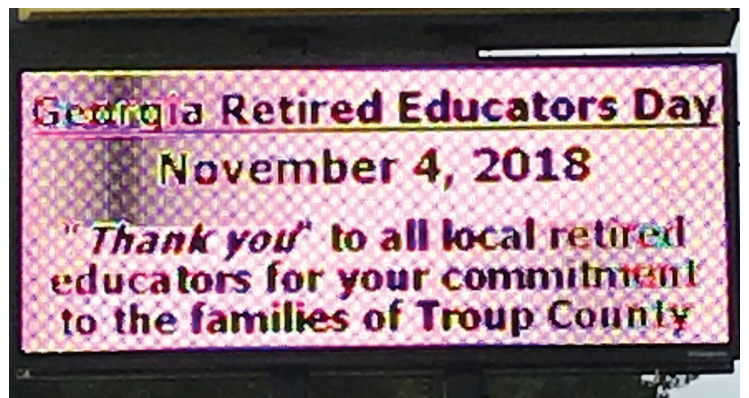 Georgia Retired Educators Day
November 4, 2018
"Thank you" to all local retired
educators for your commitment
to the families of Troup County